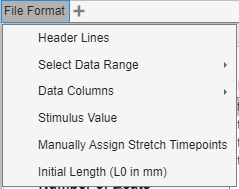 File Format +
Header Lines
Select Data Range
Data Columns
Stimulus Value
Manually Assign Stretch Timepoints
Initial Length (L0 in mm)